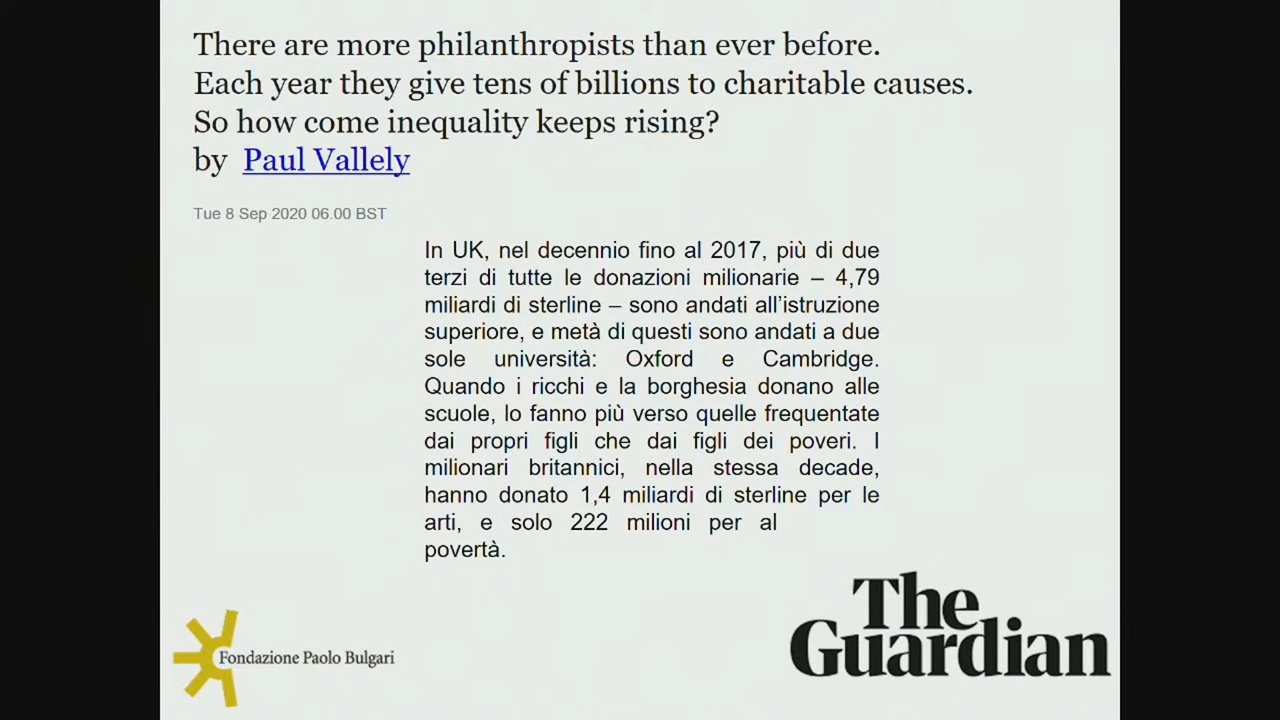 There are more philanthropists than ever before.
Each year they give tens of billions to charitable causes.
So how come inequality keeps rising?
by Paul Vallely
Tue 8 Sep 2020 06.00 BST
In UK, nel decennio fino al 2017, più di due
terzi di tutte le donazioni milionarie – 4,79
miliardi di sterline – sono andati all’istruzione
superiore, e metà di questi sono andati a due
sole università: Oxford e Cambridge.
Quando i ricchi e la borghesia donano alle
scuole, lo fanno più verso quelle frequentate
dai propri figli che dai figli dei poveri. I
milionari britannici, nella stessa decade,
hanno donato 1,4 miliardi di sterline per le
arti, e solo 222 milioni per al
povertà.
Fondazione Paolo Bulgari
The
Guardian